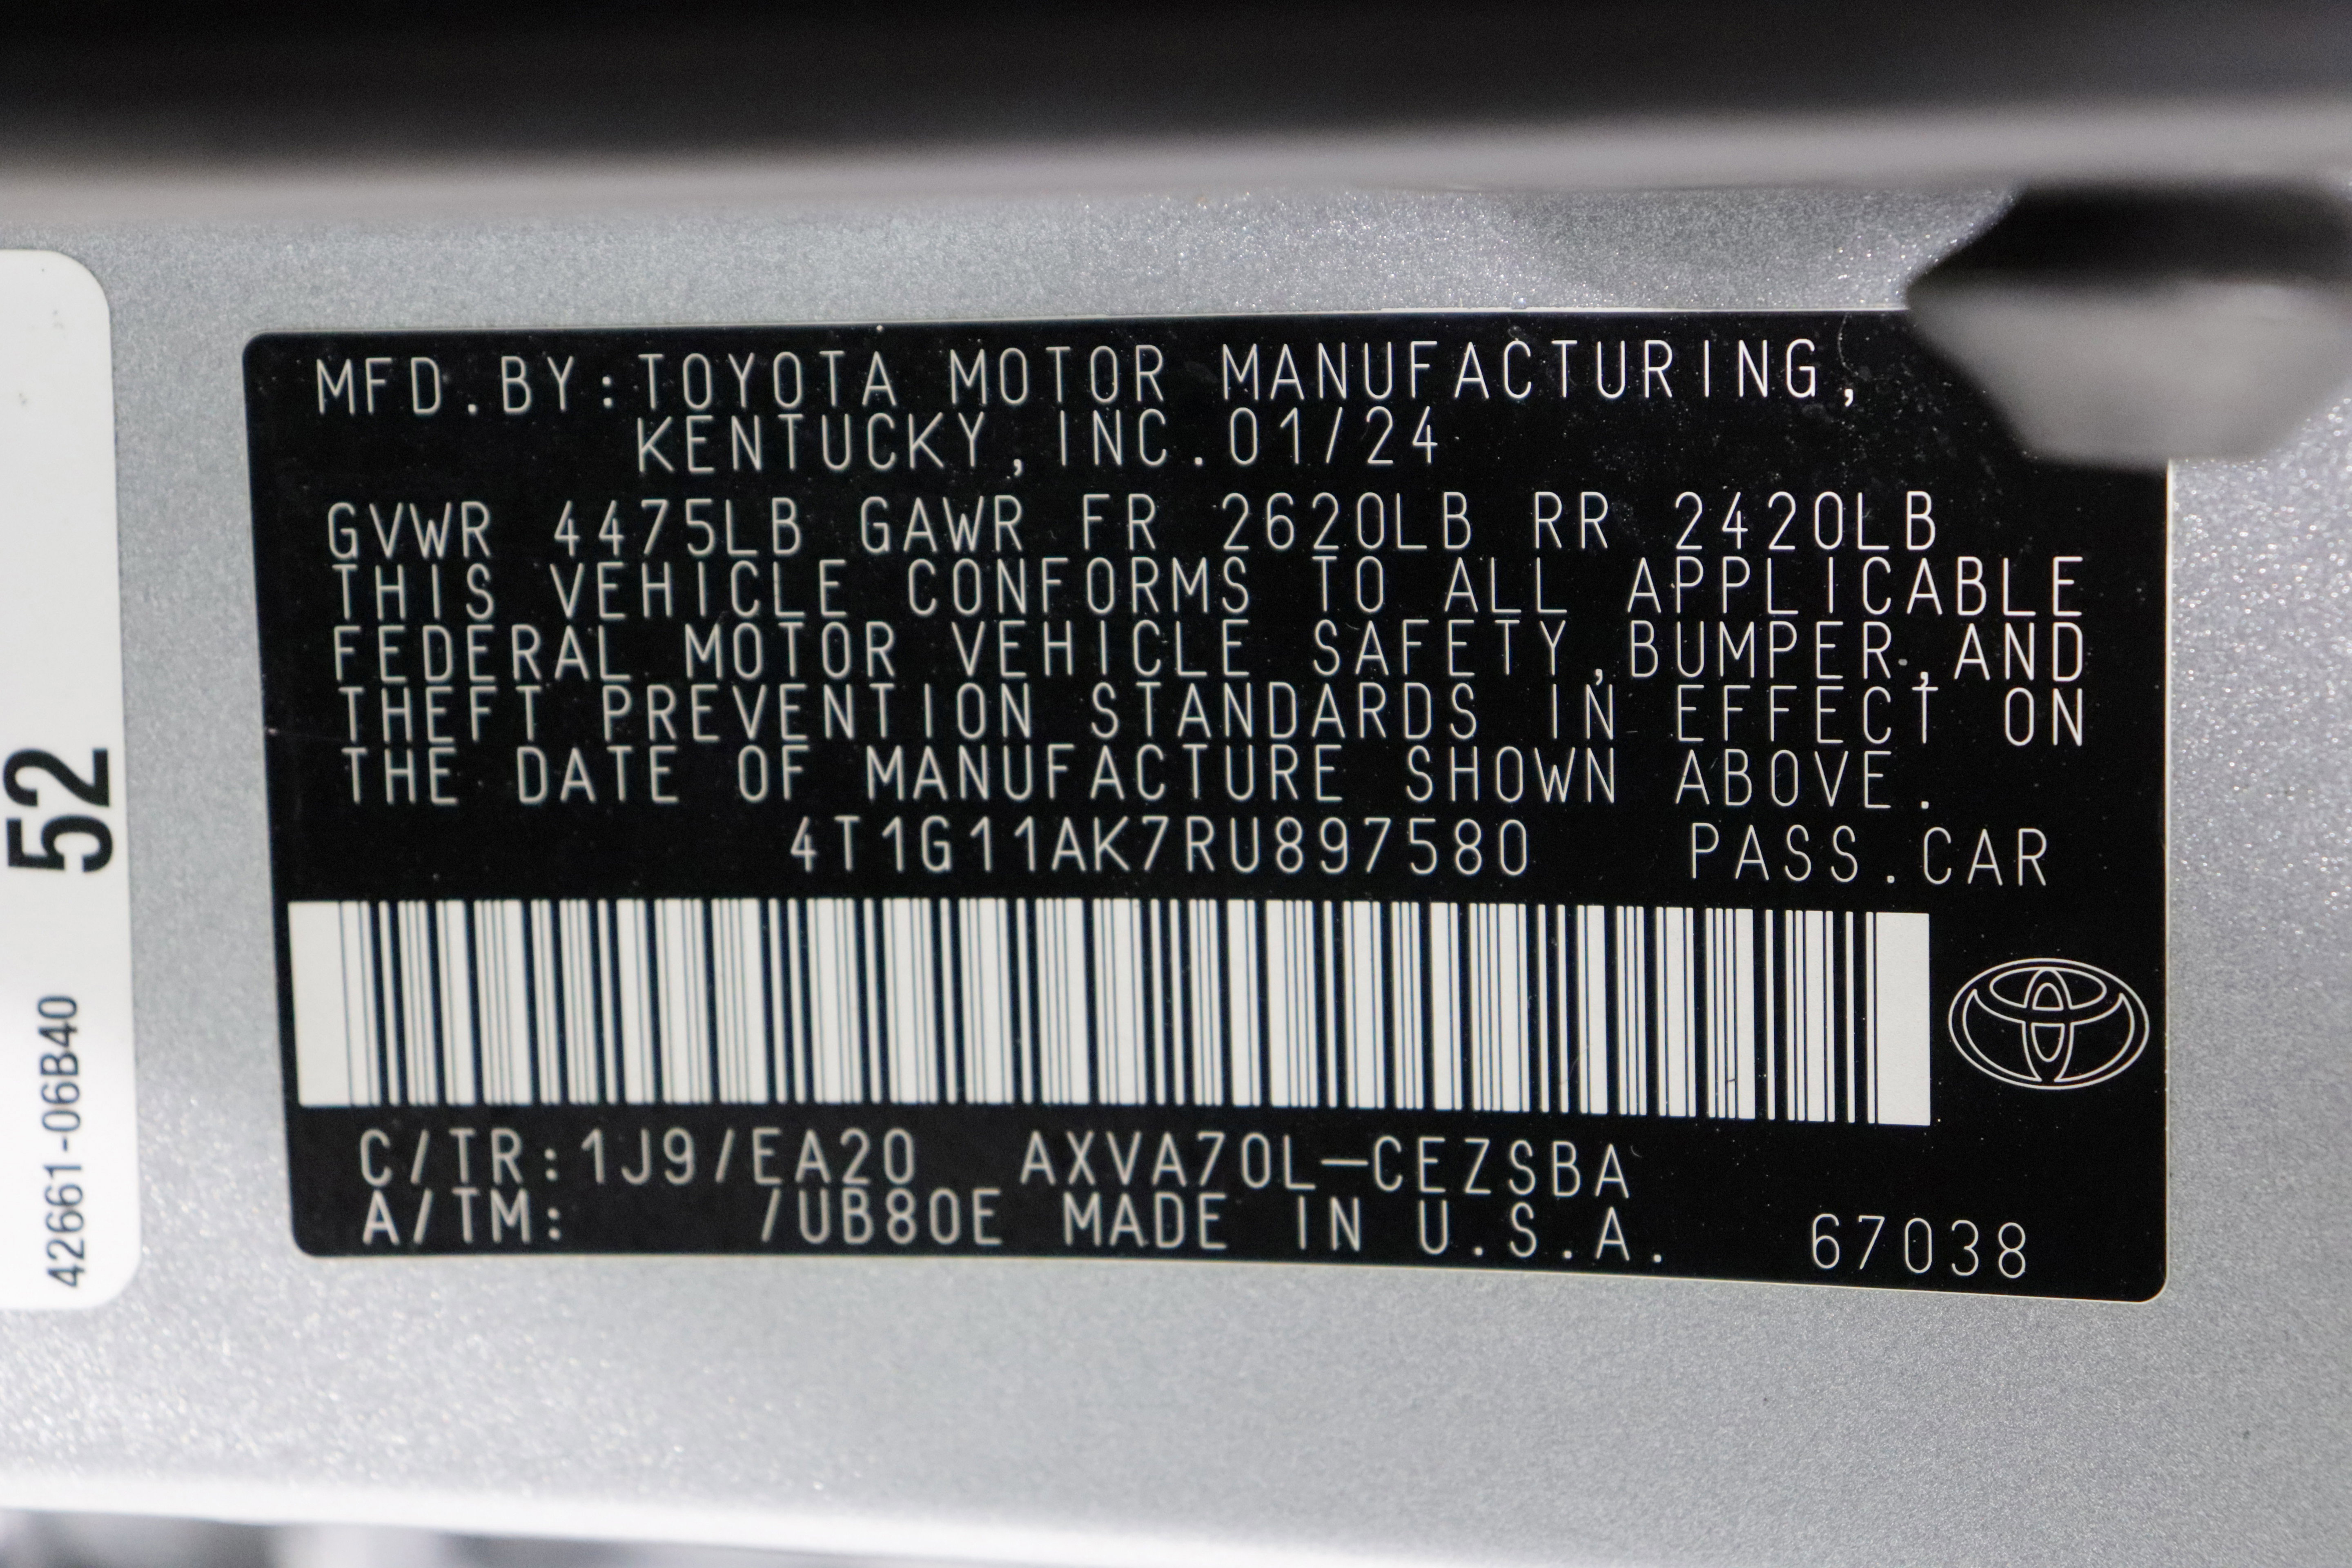 MFD.BY:TOYOTA MOTOR MANUFACTURING,
KENTUCKY,INC.01/24
GVWR 4475LB GAWR FR 2620LB RR 2420LB
THIS VEHICLE CONFORMS TO ALL APPLICABLE
FEDERAL MOTOR VEHICLE SAFETY,BUMPER,AND
THEFT PREVENTION STANDARDS IN EFFECT ON
THE DATE OF MANUFACTURE SHOWN ABOVE.
4T1G11AK7RU897580 PASS.CAR
C/TR:1J9/EA20 AXVA70L-CEZSBA
A/TM: /UB80E MADE IN U.S.A. 67038
52
42661-06B40